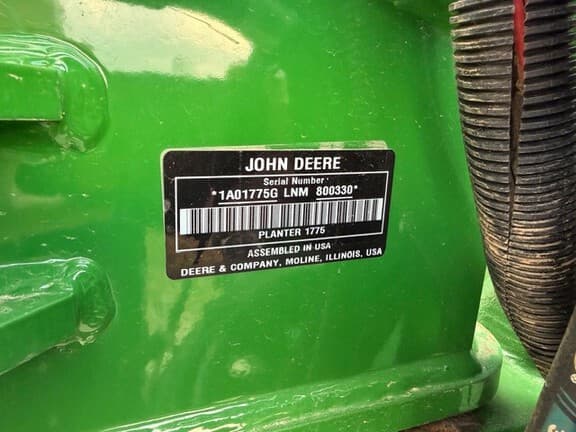 JOHN DEERE
Serial Number
*1A01775G LNM 800330*
PLANTER 1775
ASSEMBLED IN USA
DEERE & COMPANY, MOLINE, ILLINOIS, USA